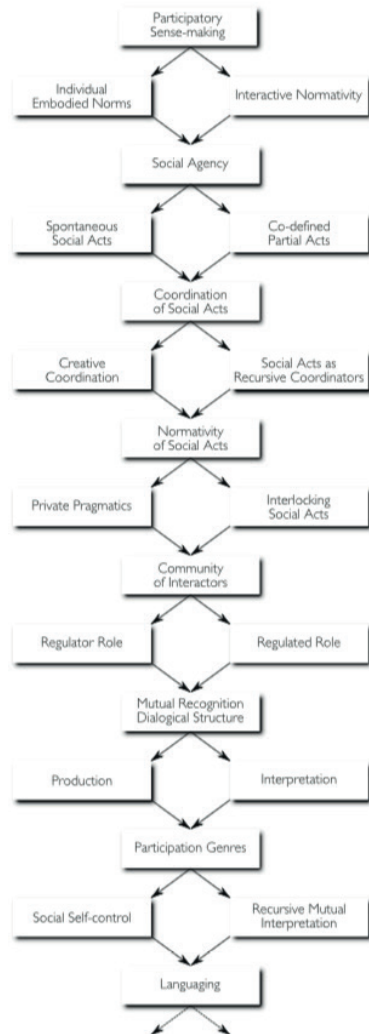 Participatory
Sense-making
Individual
Embodied Norms
Interactive Normativity
Social Agency
Spontaneous
Social Acts
Co-defined
Partial Acts
Coordination
of Social Acts
Creative
Coordination
Social Acts as
Recursive Coordinators
Normativity
of Social Acts
Private Pragmatics
Interlocking
Social Acts
Community
of Interactors
Regulator Role
Regulated Role
Mutual Recognition
Dialogical Structure
Production
Interpretation
Participation Genres
Social Self-control
Recursive Mutual
Interpretation
Languaging